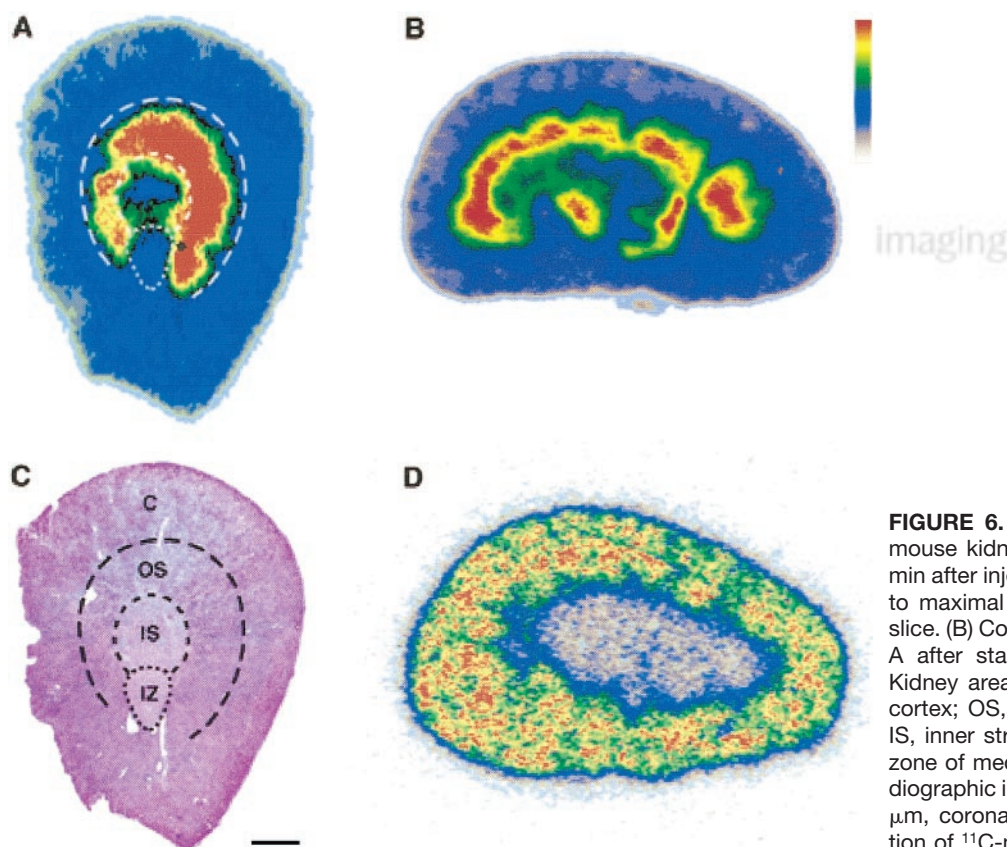 A
B
imaging
C
C
OS
IS
IZ
D
FIGURE 6.
mouse kidn
min after inje
to maximal
slice. (B) Co
A after sta
Kidney area
cortex; OS,
IS, inner str
zone of med
diographic i
μm, corona
tion of ¹¹C-r